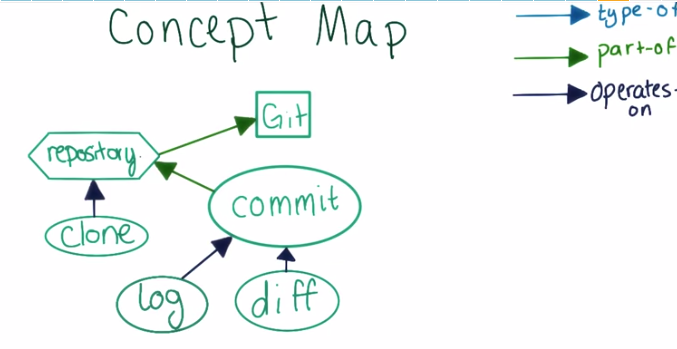 Concept Map
type-of
part-of
operates-
on
Git
repository
commit
clone
log
diff